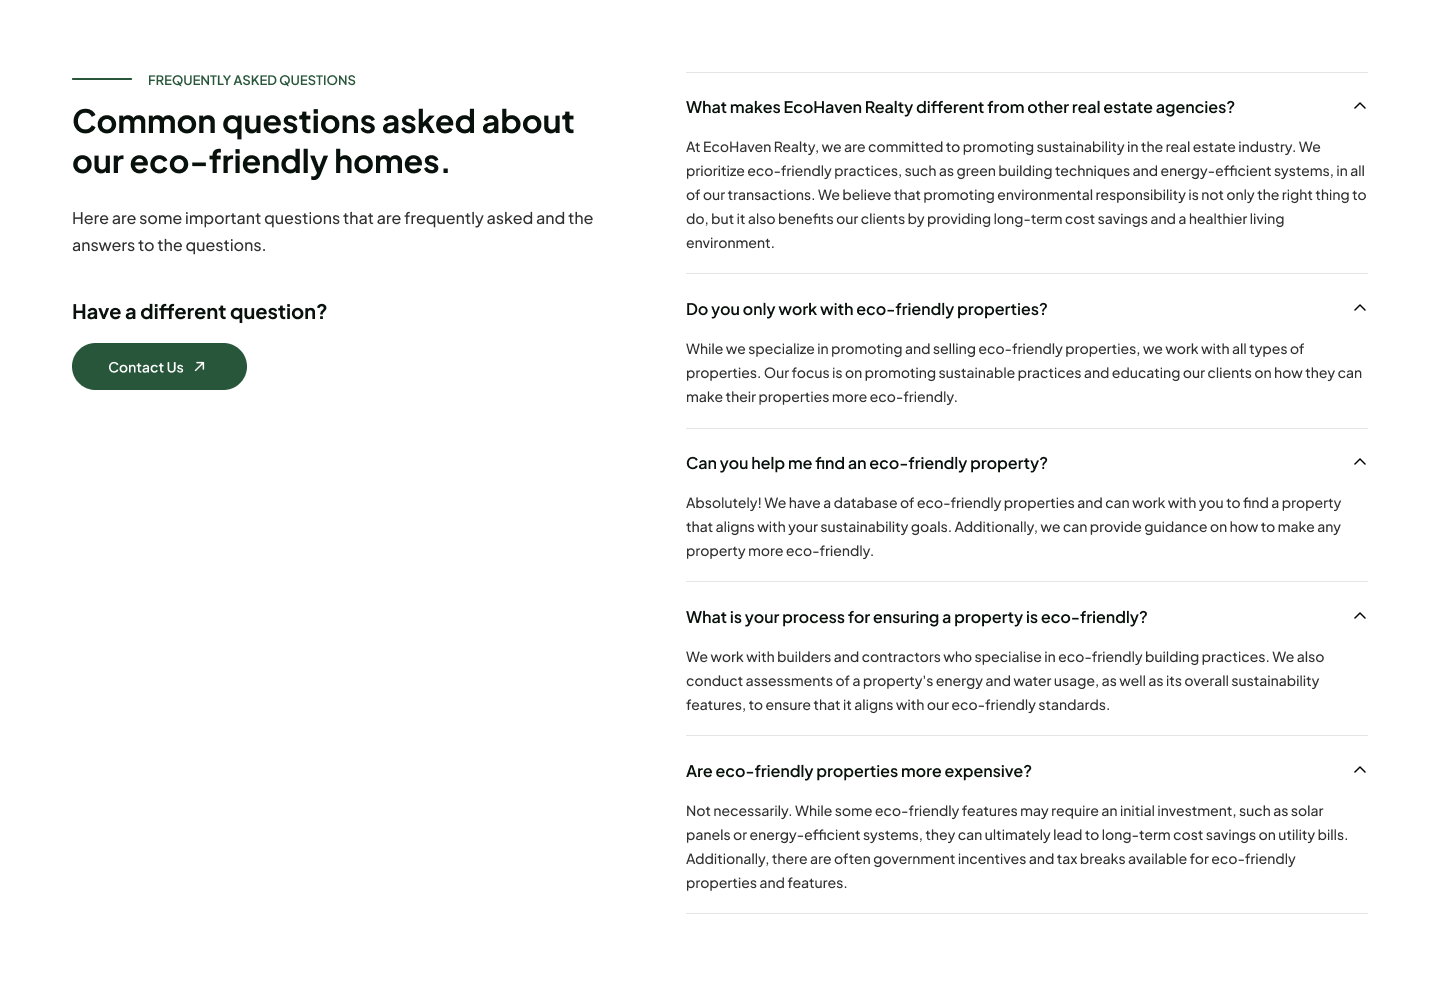 FREQUENTLY ASKED QUESTIONS
Common questions asked about
our eco-friendly homes.
Here are some important questions that are frequently asked and the
answers to the questions.
Have a different question?
Contact Us
What makes EcoHaven Realty different from other real estate agencies?
At EcoHaven Realty, we are committed to promoting sustainability in the real estate industry. We
prioritize eco-friendly practices, such as green building techniques and energy-efficient systems, in all
of our transactions. We believe that promoting environmental responsibility is not only the right thing to
do, but it also benefits our clients by providing long-term cost savings and a healthier living
environment.
Do you only work with eco-friendly properties?
While we specialize in promoting and selling eco-friendly properties, we work with all types of
properties. Our focus is on promoting sustainable practices and educating our clients on how they can
make their properties more eco-friendly.
Can you help me find an eco-friendly property?
Absolutely! We have a database of eco-friendly properties and can work with you to find a property
that aligns with your sustainability goals. Additionally, we can provide guidance on how to make any
property more eco-friendly.
What is your process for ensuring a property is eco-friendly?
We work with builders and contractors who specialise in eco-friendly building practices. We also
conduct assessments of a property's energy and water usage, as well as its overall sustainability
features, to ensure that it aligns with our eco-friendly standards.
Are eco-friendly properties more expensive?
Not necessarily. While some eco-friendly features may require an initial investment, such as solar
panels or energy-efficient systems, they can ultimately lead to long-term cost savings on utility bills.
Additionally, there are often government incentives and tax breaks available for eco-friendly
properties and features.